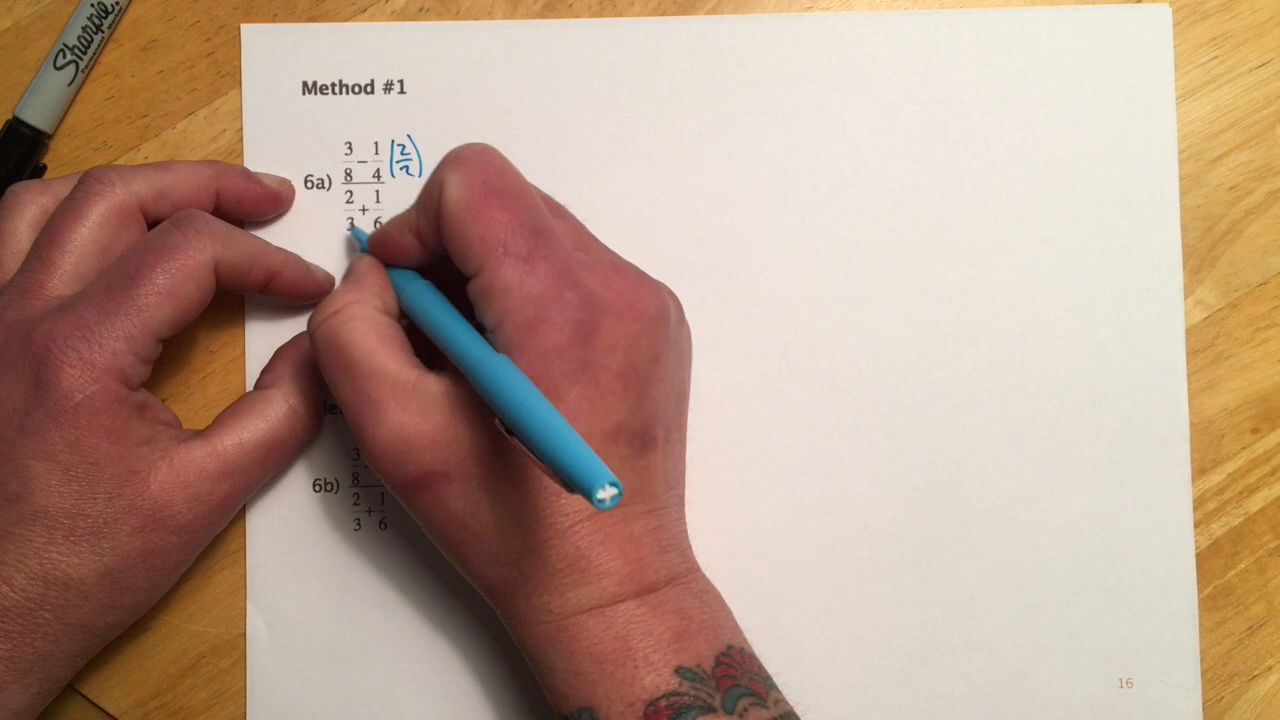 Sharpie
Method #1
3/8 − 1/4 (2/2)
6a)
2/3 + 1/6
3
8
6b)
2/3 + 1/6
16